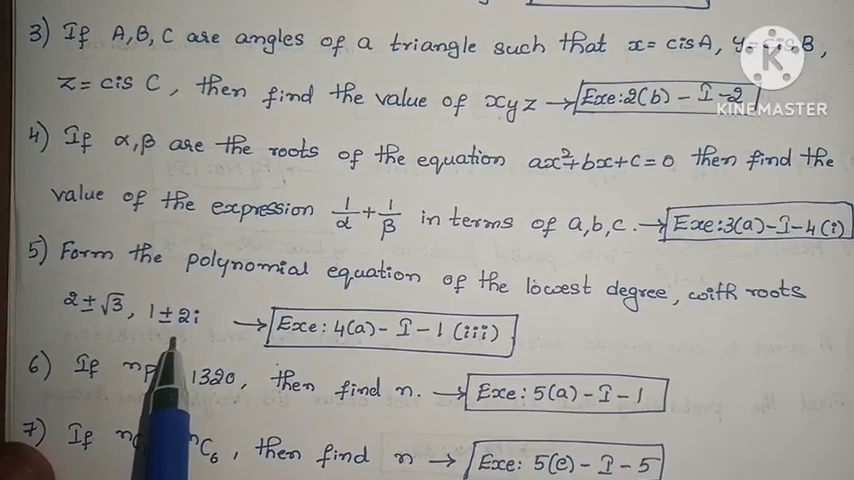 3) If A, B, C are angles of a triangle such that x = cis A, y = cis B,
z = cis C, then find the value of xyz → Exe: 2(b) - I - 2
K
KINEMASTER
4) If α, β are the roots of the equation ax²+bx+c=0 then find the
value of the expression 1/α + 1/β in terms of a, b, c. → Exe: 3(a) - I - 4(i)
5) Form the polynomial equation of the lowest degree, with roots
2 ± √3, 1 ± 2i → Exe: 4(a) - I - 1 (iii)
6) If nP 1320, then find n. → Exe: 5(a) - I - 1
7) If nC₆, then find n → Exe: 5(e) - I - 5